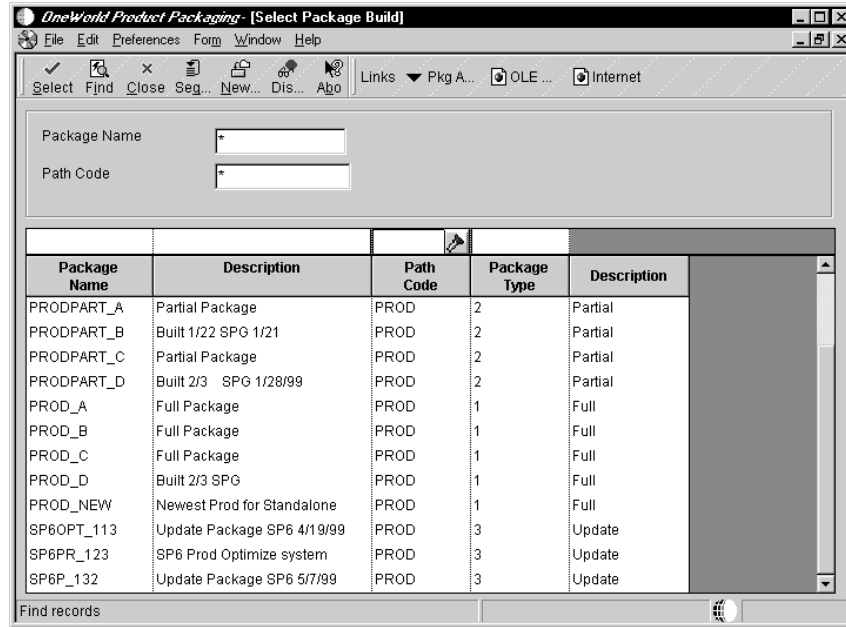 OneWorld Product Packaging - [Select Package Build]
File Edit Preferences Form Window Help
Select Find Close Seq... New... Dis... Abo Links Pkg A... OLE ... Internet
Package Name *
Path Code *
Package Name Description Path Code Package Type Description
PRODPART_A Partial Package PROD 2 Partial
PRODPART_B Built 1/22 SPG 1/21 PROD 2 Partial
PRODPART_C Partial Package PROD 2 Partial
PRODPART_D Built 2/3 SPG 1/28/99 PROD 2 Partial
PROD_A Full Package PROD 1 Full
PROD_B Full Package PROD 1 Full
PROD_C Full Package PROD 1 Full
PROD_D Built 2/3 SPG PROD 1 Full
PROD_NEW Newest Prod for Standalone PROD 1 Full
SP6OPT_113 Update Package SP6 4/19/99 PROD 3 Update
SP6PR_123 SP6 Prod Optimize system PROD 3 Update
SP6P_132 Update Package SP6 5/7/99 PROD 3 Update
Find records